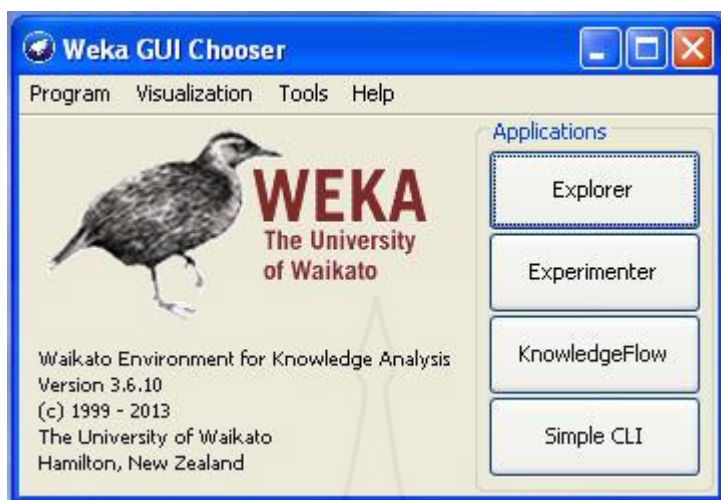 Weka GUI Chooser
Program Visualization Tools Help
WEKA
The University
of Waikato
Waikato Environment for Knowledge Analysis
Version 3.6.10
(c) 1999 - 2013
The University of Waikato
Hamilton, New Zealand
Applications
Explorer
Experimenter
KnowledgeFlow
Simple CLI